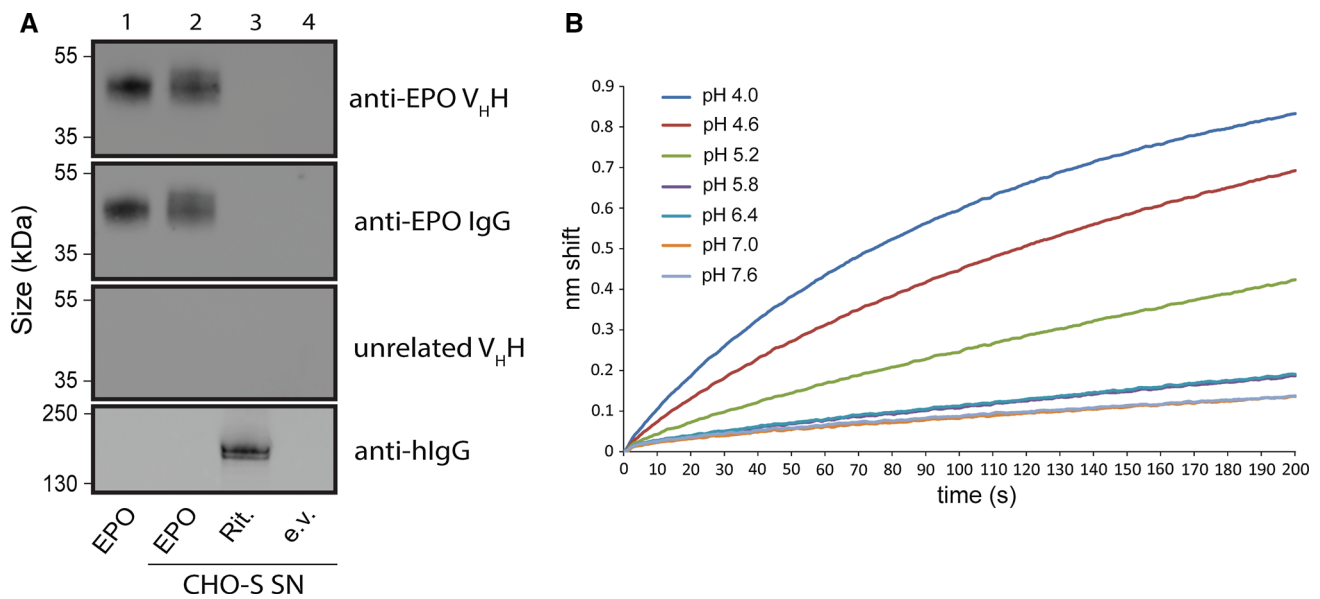 A
1 2 3 4
55
35
anti-EPO VHH
55
35
anti-EPO IgG
55
35
unrelated VHH
250
130
anti-hIgG
Size (kDa)
EPO EPO Rit. e.v.
CHO-S SN
B
0.9
0.8
0.7
0.6
0.5
0.4
0.3
0.2
0.1
0
nm shift
pH 4.0
pH 4.6
pH 5.2
pH 5.8
pH 6.4
pH 7.0
pH 7.6
0 10 20 30 40 50 60 70 80 90 100 110 120 130 140 150 160 170 180 190 200
time (s)